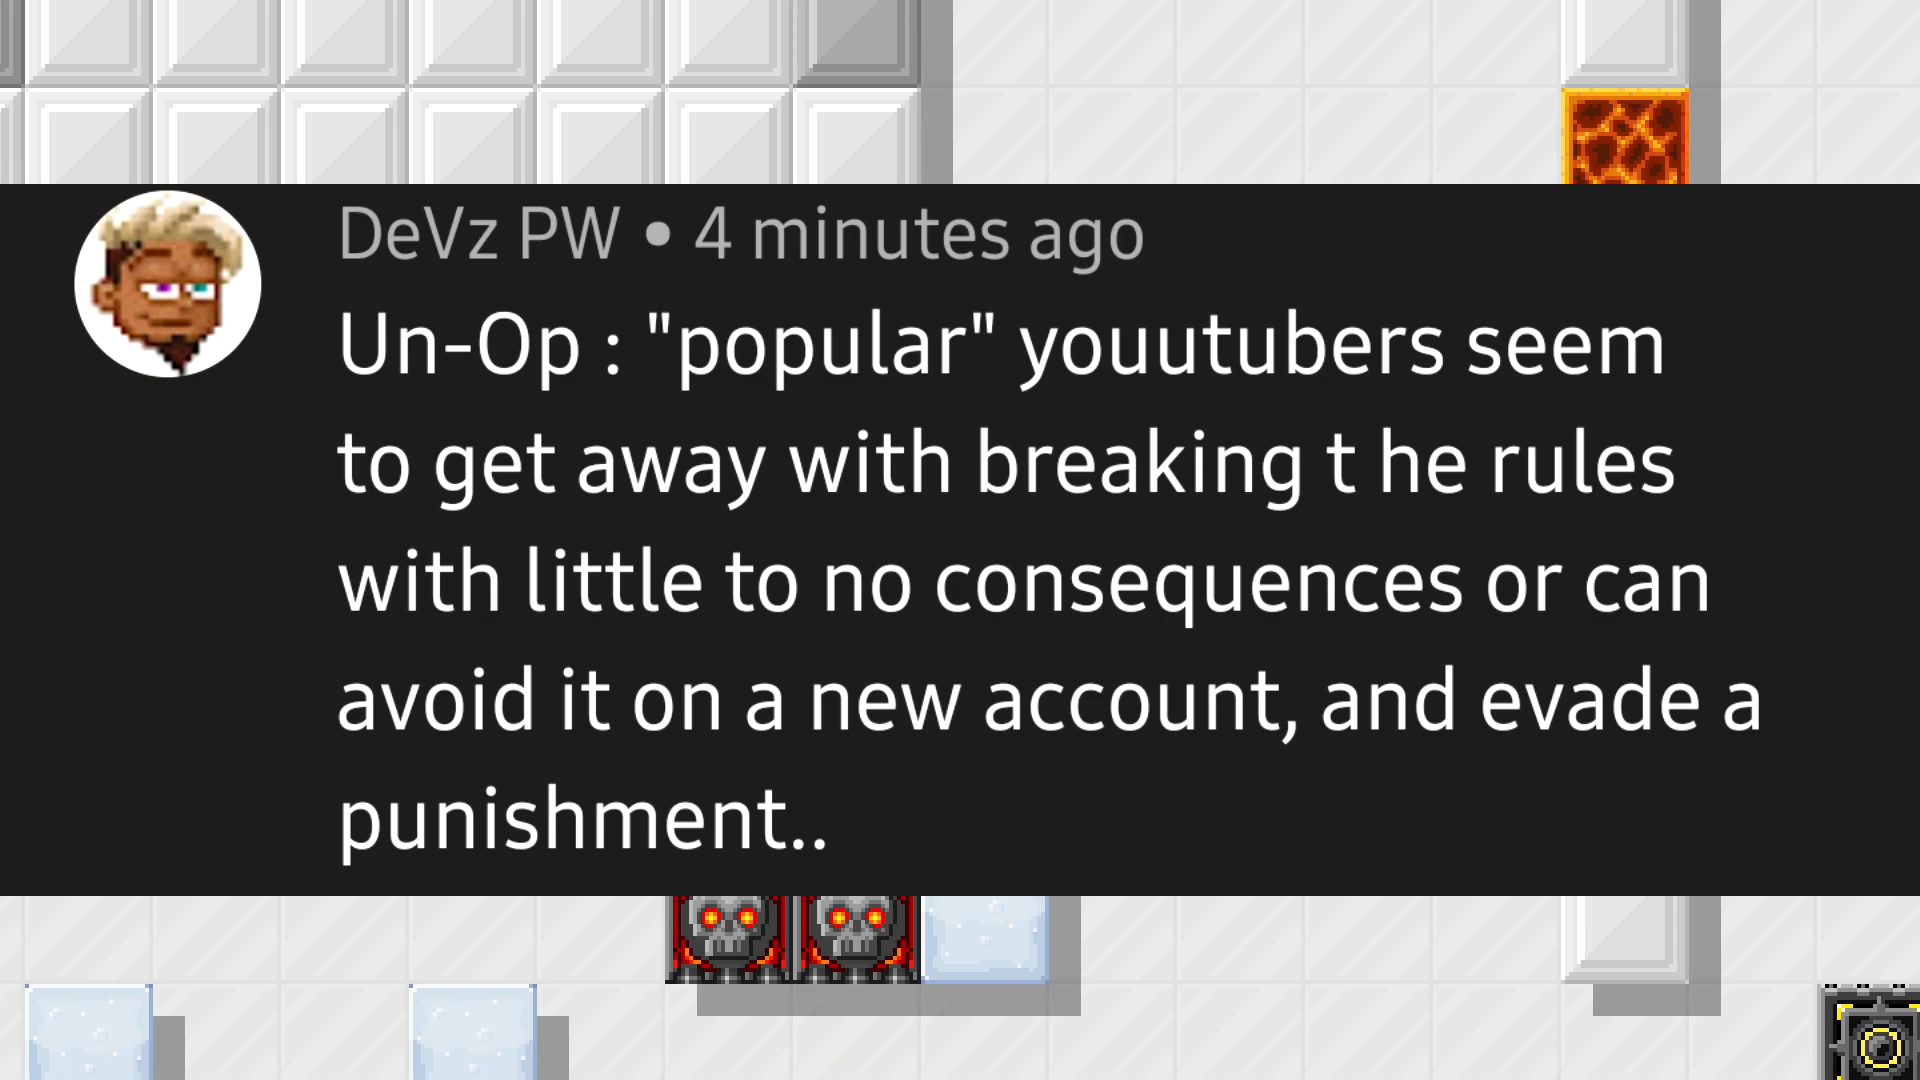 DeVz PW • 4 minutes ago
Un-Op : "popular" youutubers seem
to get away with breaking t he rules
with little to no consequences or can
avoid it on a new account, and evade a
punishment..